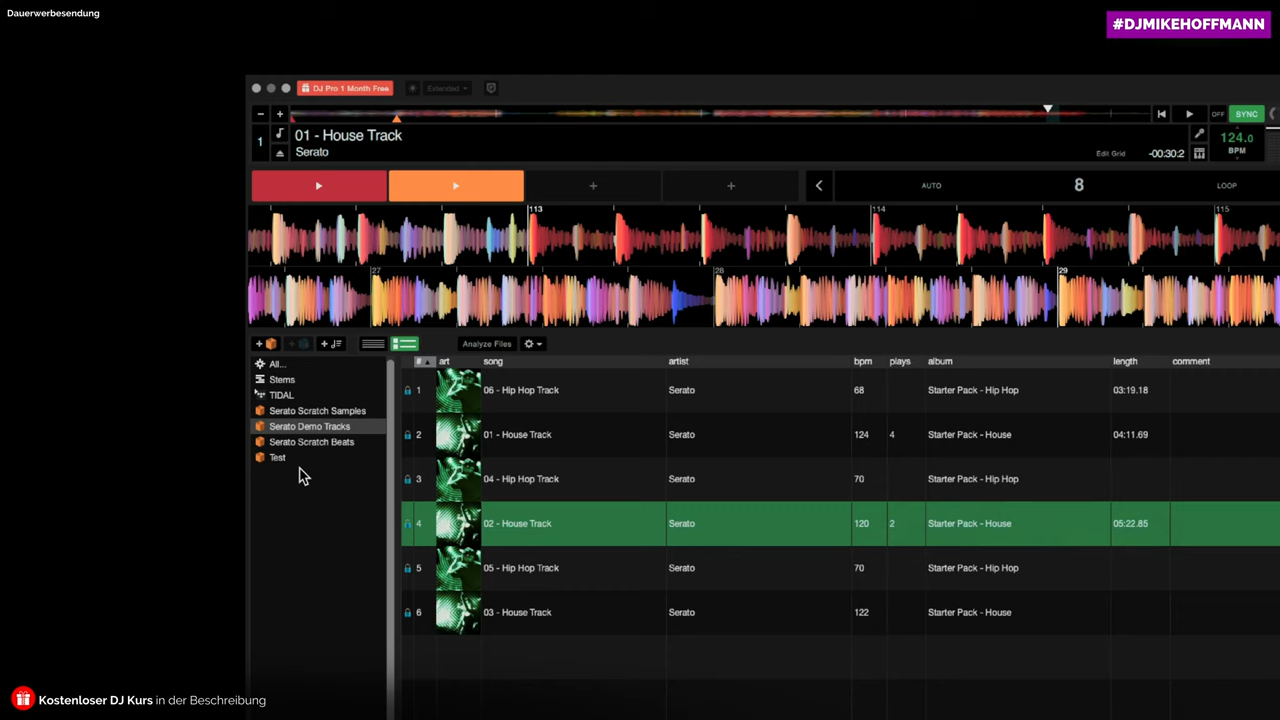 Dauerwerbesendung
#DJMIKEHOFFMANN
DJ Pro 1 Month Free
Extended
1
01 - House Track
Serato
Edit Grid
-00:30:2
OFF
SYNC
124.0
BPM
AUTO
8
LOOP
113
114
115
27
28
29
Analyze Files
All...
Stems
TIDAL
Serato Scratch Samples
Serato Demo Tracks
Serato Scratch Beats
Test
# art song artist bpm plays album length comment
1 06 - Hip Hop Track Serato 68 Starter Pack - Hip Hop 03:19.18
2 01 - House Track Serato 124 4 Starter Pack - House 04:11.69
3 04 - Hip Hop Track Serato 70 Starter Pack - Hip Hop
4 02 - House Track Serato 120 2 Starter Pack - House 05:22.85
5 05 - Hip Hop Track Serato 70 Starter Pack - Hip Hop
6 03 - House Track Serato 122 Starter Pack - House
Kostenloser DJ Kurs in der Beschreibung